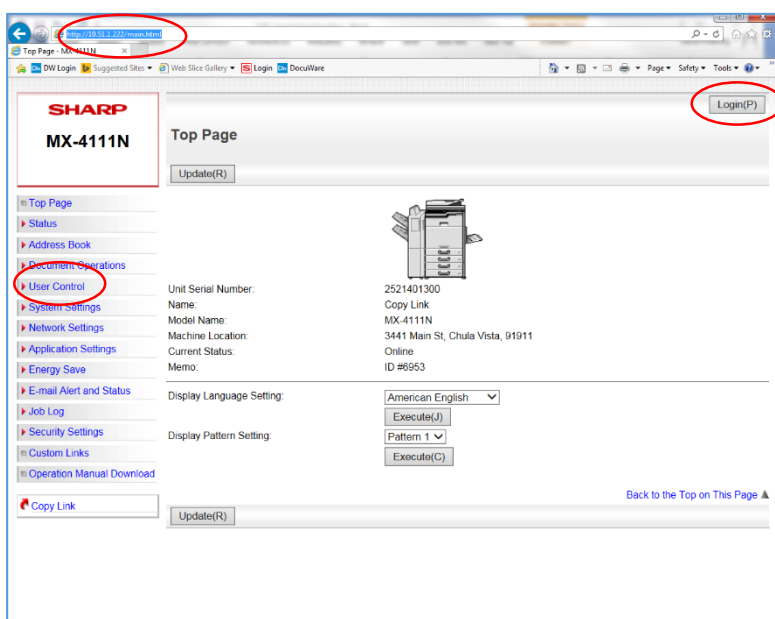 http://10.51.1.222/main.html
Top Page - MX-4111N
DW Login Suggested Sites Web Slice Gallery Login DocuWare Page Safety Tools
SHARP
MX-4111N
Login(P)
Top Page
Update(R)
Top Page
Status
Address Book
Document Operations
User Control
System Settings
Network Settings
Application Settings
Energy Save
E-mail Alert and Status
Job Log
Security Settings
Custom Links
Operation Manual Download
Copy Link
Unit Serial Number: 2521401300
Name: Copy Link
Model Name: MX-4111N
Machine Location: 3441 Main St, Chula Vista, 91911
Current Status: Online
Memo: ID #6953
Display Language Setting: American English
Execute(J)
Display Pattern Setting: Pattern 1
Execute(C)
Back to the Top on This Page
Update(R)